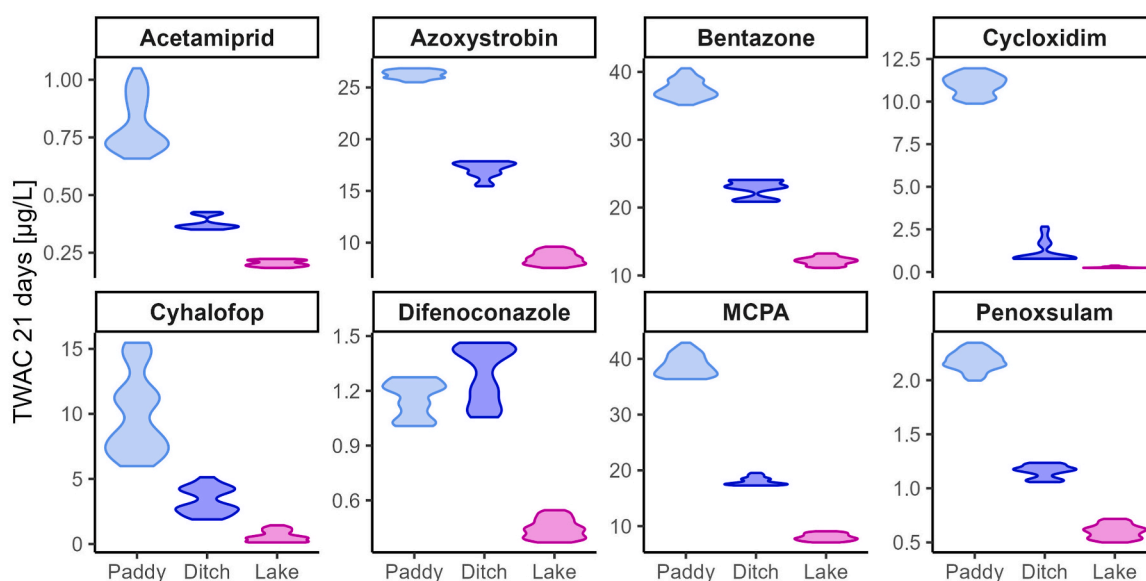 Acetamiprid Azoxystrobin Bentazone Cycloxidim
1.00 0.75 0.50 0.25
25 20 15 10
40 30 20 10
12.5 10.0 7.5 5.0 2.5 0.0
TWAC 21 days [µg/L]
Cyhalofop Difenoconazole MCPA Penoxsulam
15 10 5 0
1.5 1.2 0.9 0.6
40 30 20 10
2.0 1.5 1.0 0.5
Paddy Ditch Lake Paddy Ditch Lake Paddy Ditch Lake Paddy Ditch Lake